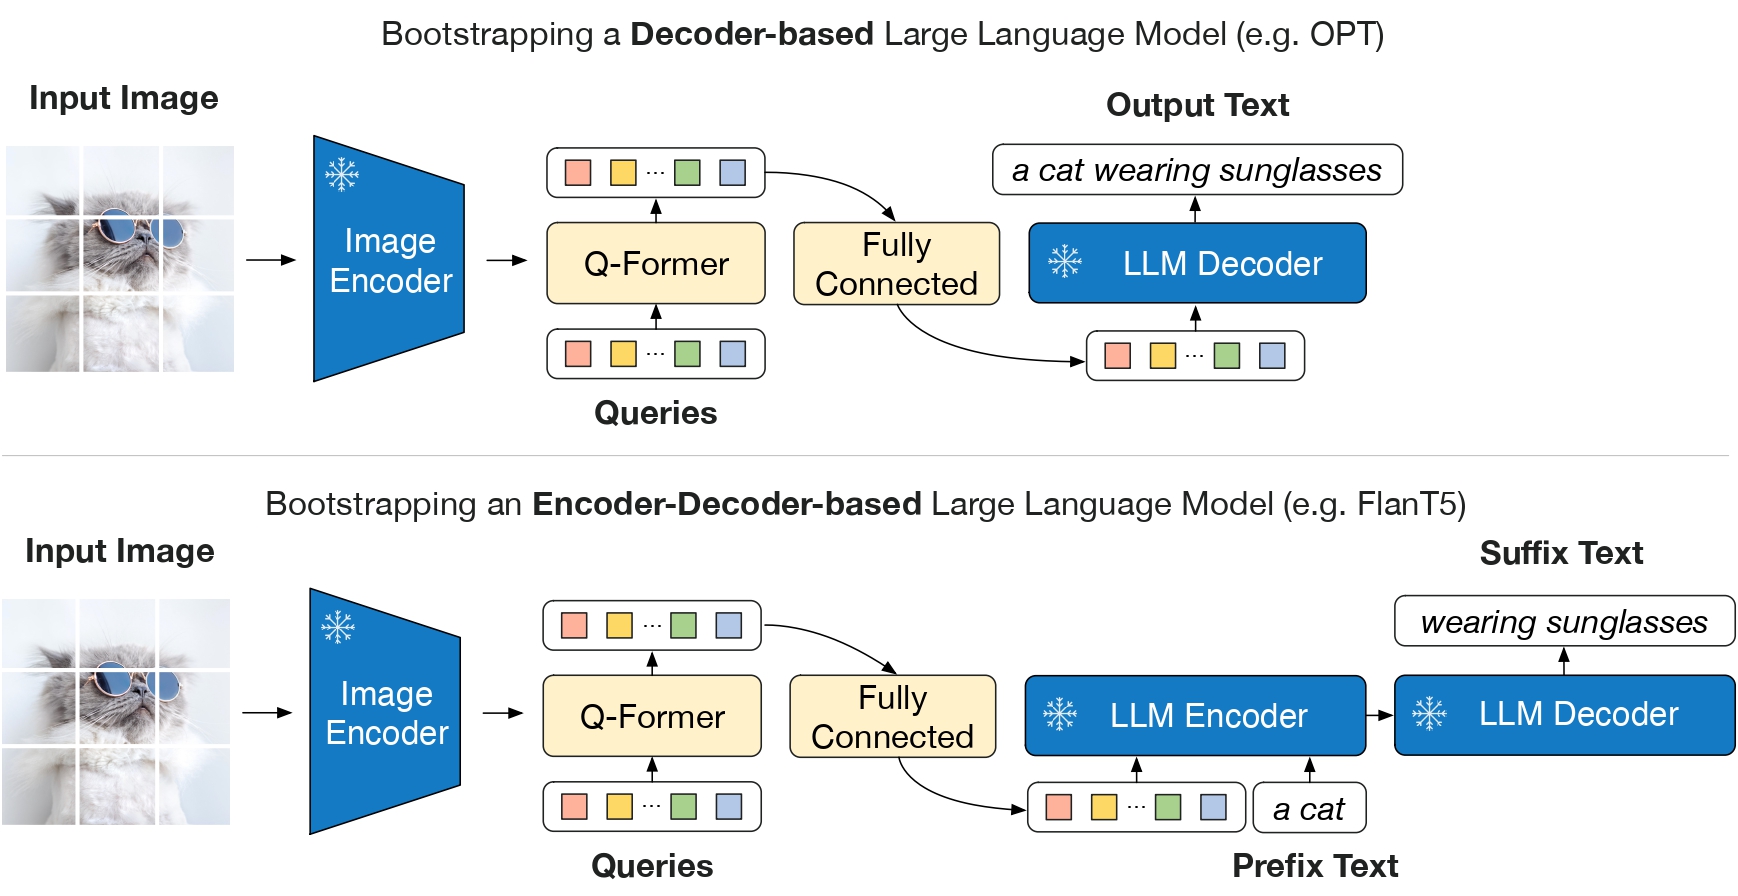 Bootstrapping a Decoder-based Large Language Model (e.g. OPT)
Input Image
Output Text
a cat wearing sunglasses
Image
Encoder
Q-Former
Fully
Connected
LLM Decoder
Queries
Bootstrapping an Encoder-Decoder-based Large Language Model (e.g. FlanT5)
Input Image
Suffix Text
wearing sunglasses
Image
Encoder
Q-Former
Fully
Connected
LLM Encoder
LLM Decoder
a cat
Queries
Prefix Text